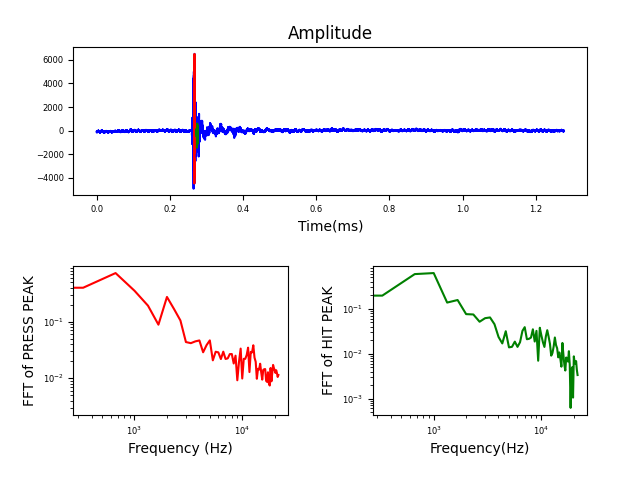 Amplitude
6000
4000
2000
0
−2000
−4000
0.0 0.2 0.4 0.6 0.8 1.0 1.2
Time(ms)
FFT of PRESS PEAK
10⁻¹
10⁻²
10³ 10⁴
Frequency (Hz)
FFT of HIT PEAK
10⁻¹
10⁻²
10⁻³
10³ 10⁴
Frequency(Hz)